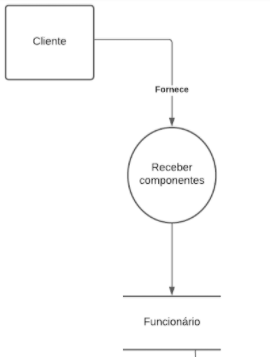 Cliente
Fornece
Receber
componentes
Funcionário